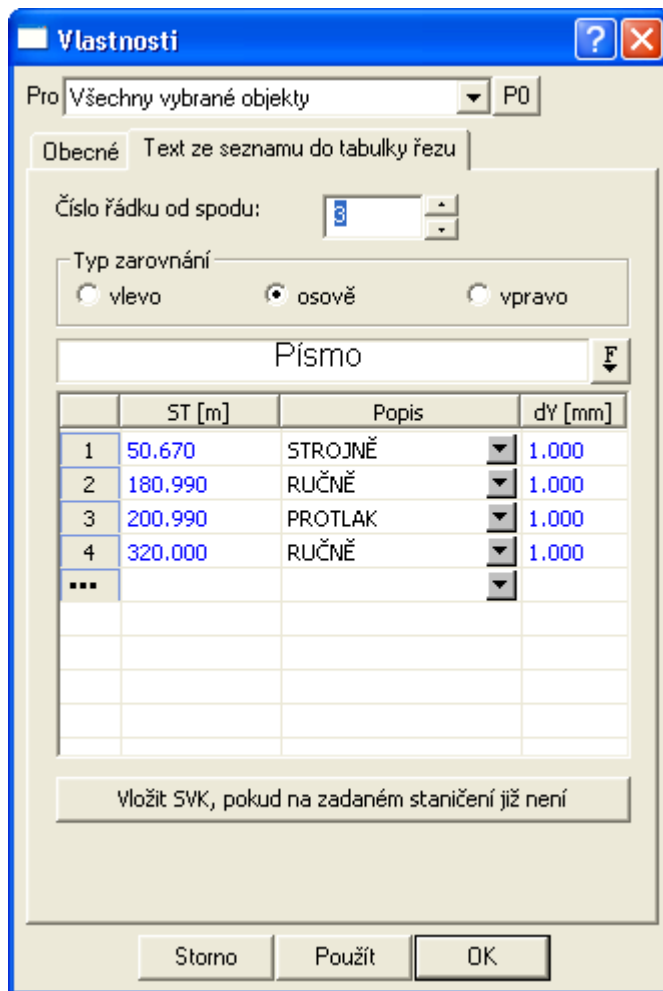 Vlastnosti
Pro Všechny vybrané objekty P0
Obecné Text ze seznamu do tabulky řezu
Číslo řádku od spodu: 3
Typ zarovnání
vlevo osově vpravo
Písmo F
ST [m] Popis dY [mm]
1 50.670 STROJNĚ 1.000
2 180.990 RUČNĚ 1.000
3 200.990 PROTLAK 1.000
4 320.000 RUČNĚ 1.000
Vložit SVK, pokud na zadaném staničení již není
Storno Použít OK